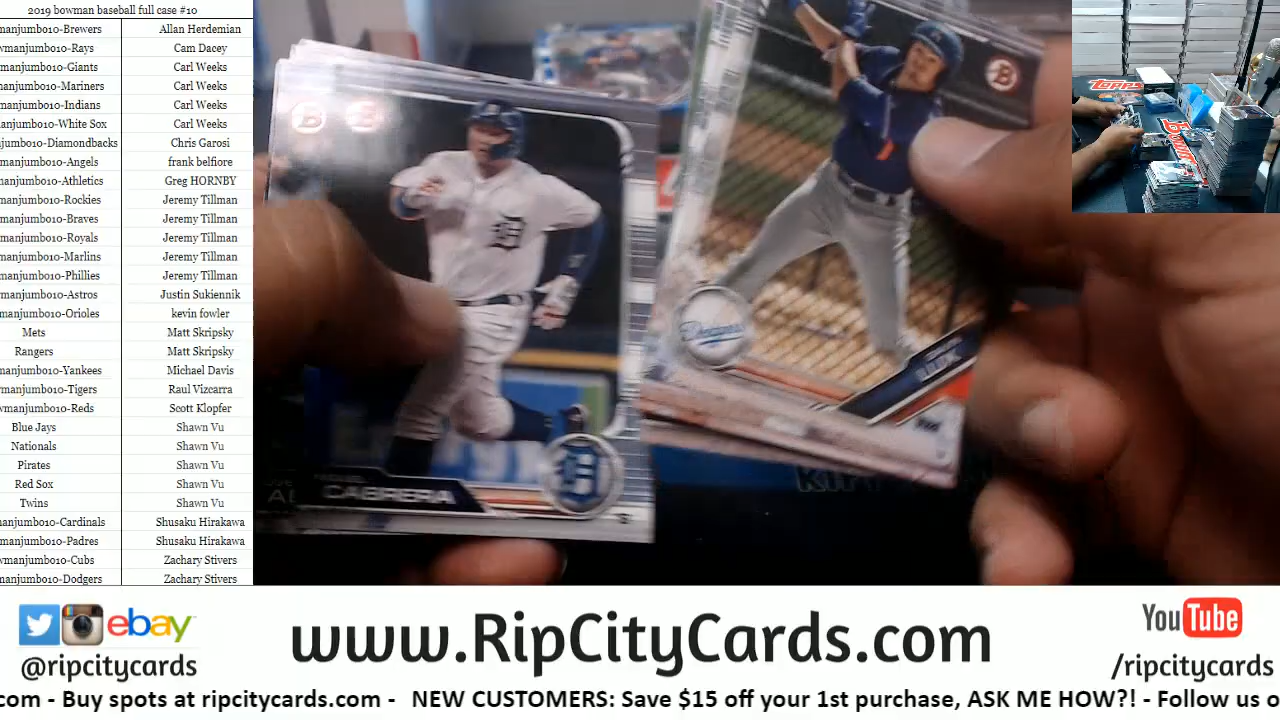 2019 bowman baseball full case #10
manjumbo10-Brewers Allan Herdemian
wmanjumbo10-Rays Cam Dacey
manjumbo10-Giants Carl Weeks
manjumbo10-Mariners Carl Weeks
manjumbo10-Indians Carl Weeks
manjumbo10-White Sox Carl Weeks
njumbo10-Diamondbacks Chris Garosi
manjumbo10-Angels frank belfiore
manjumbo10-Athletics Greg HORNBY
manjumbo10-Rockies Jeremy Tillman
manjumbo10-Braves Jeremy Tillman
manjumbo10-Royals Jeremy Tillman
manjumbo10-Marlins Jeremy Tillman
manjumbo10-Phillies Jeremy Tillman
manjumbo10-Astros Justin Sukiennik
manjumbo10-Orioles kevin fowler
Mets Matt Skripsky
Rangers Matt Skripsky
manjumbo10-Yankees Michael Davis
wmanjumbo10-Tigers Raul Vizcarra
wmanjumbo10-Reds Scott Klopfer
Blue Jays Shawn Vu
Nationals Shawn Vu
Pirates Shawn Vu
Red Sox Shawn Vu
Twins Shawn Vu
manjumbo10-Cardinals Shusaku Hirakawa
manjumbo10-Padres Shusaku Hirakawa
wmanjumbo10-Cubs Zachary Stivers
manjumbo10-Dodgers Zachary Stivers
CABRERA
D
Dodgers
Topps
ebay
@ripcitycards
www.RipCityCards.com
YouTube
/ripcitycards
com - Buy spots at ripcitycards.com - NEW CUSTOMERS: Save $15 off your 1st purchase, ASK ME HOW?! - Follow us o